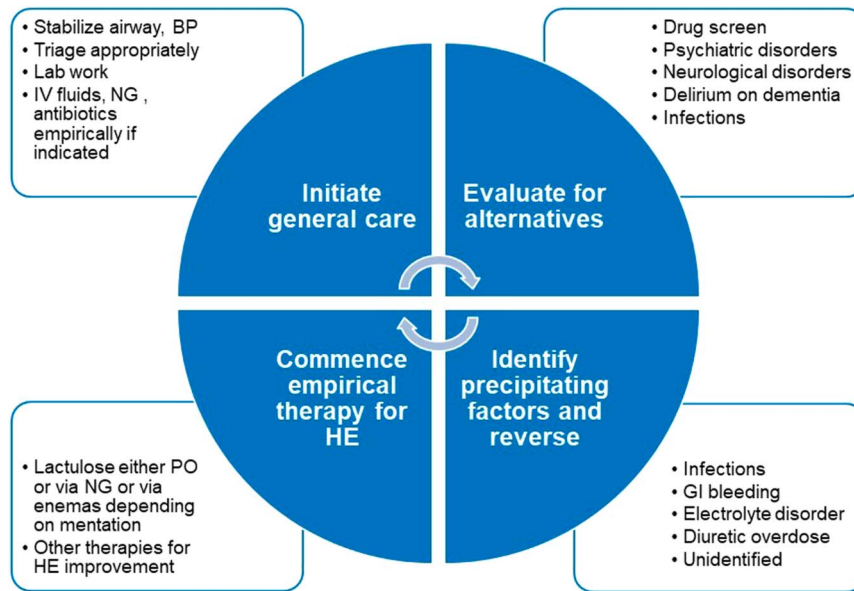 • Stabilize airway, BP
• Triage appropriately
• Lab work
• IV fluids, NG ,
antibiotics
empirically if
indicated
• Drug screen
• Psychiatric disorders
• Neurological disorders
• Delirium on dementia
• Infections
Initiate
general care
Evaluate for
alternatives
Commence
empirical
therapy for
HE
Identify
precipitating
factors and
reverse
• Lactulose either PO
or via NG or via
enemas depending
on mentation
• Other therapies for
HE improvement
• Infections
• GI bleeding
• Electrolyte disorder
• Diuretic overdose
• Unidentified